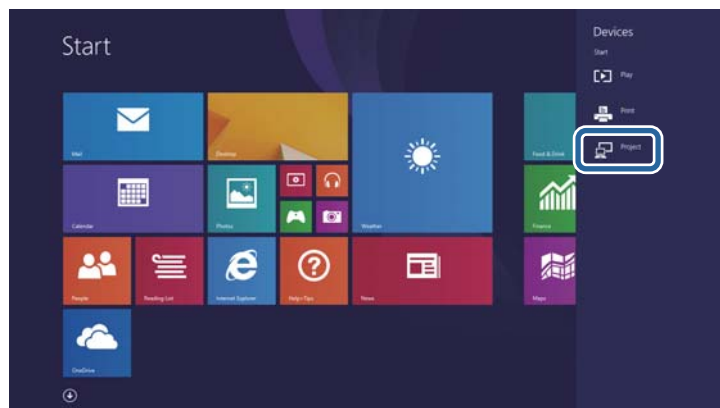 Start
Devices
Start
Play
Print
Project
Mail
Desktop
Food & Drink
Calendar
Photos
Weather
Finance
People
Reading List
Internet Explorer
Help+Tips
News
Maps
OneDrive